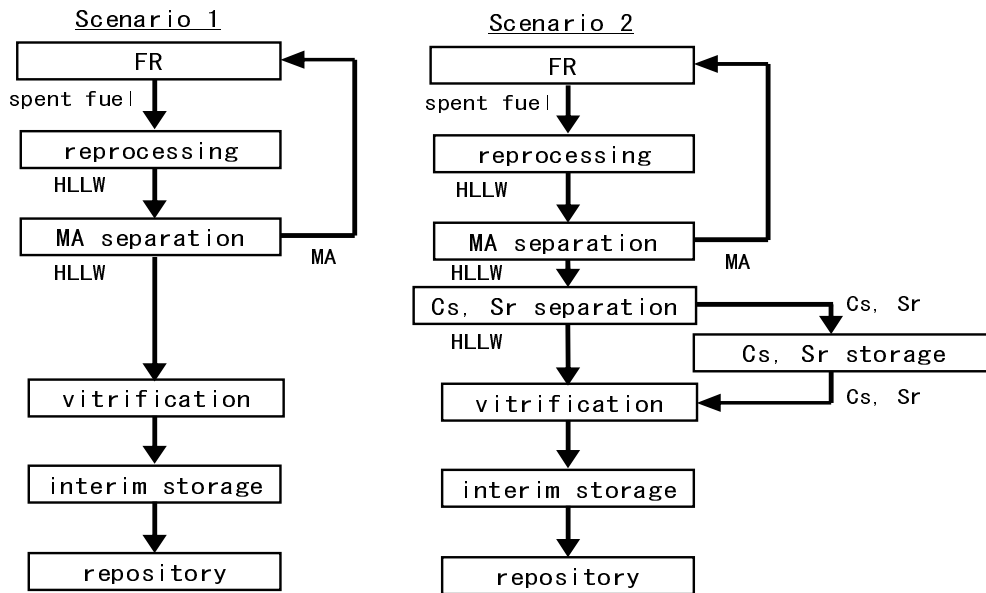 Scenario 1
FR
spent fuel
reprocessing
HLLW
MA separation
MA
HLLW
vitrification
interim storage
repository
Scenario 2
FR
spent fuel
reprocessing
HLLW
MA separation
MA
HLLW
Cs, Sr separation
Cs, Sr
HLLW
Cs, Sr storage
Cs, Sr
vitrification
interim storage
repository